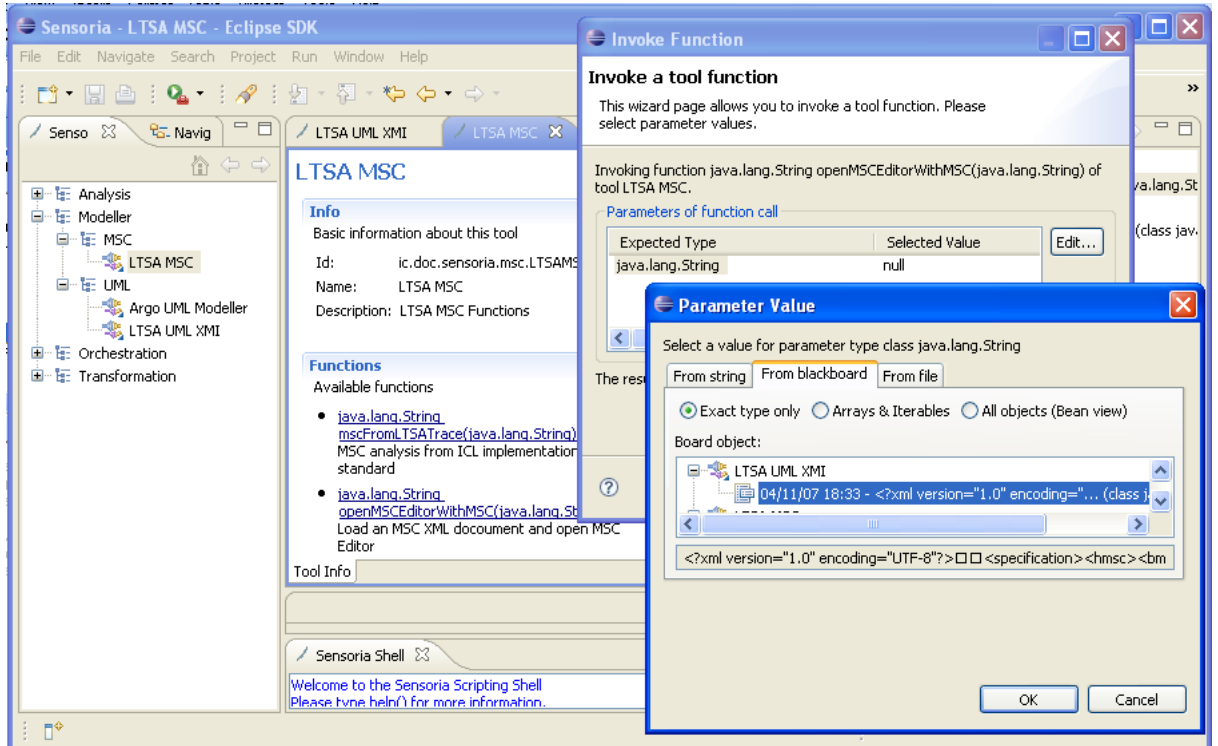 Sensoria - LTSA MSC - Eclipse SDK
File Edit Navigate Search Project Run Window Help
»
Senso
Navig
Analysis
Modeller
MSC
LTSA MSC
UML
Argo UML Modeller
LTSA UML XMI
Orchestration
Transformation
LTSA UML XMI
LTSA MSC
LTSA MSC
Info
Basic information about this tool
Id: ic.doc.sensoria.msc.LTSAMS
Name: LTSA MSC
Description: LTSA MSC Functions
Functions
Available functions
java.lang.String
mscFromLTSATrace(java.lang.String)
MSC analysis from ICL implementation
standard
java.lang.String
openMSCEditorWithMSC(java.lang.St
Load an MSC XML docoument and open MSC
Editor
Tool Info
Sensoria Shell
Welcome to the Sensoria Scripting Shell
Please type help() for more information.
va.lang.St
(class jav.
Invoke Function
Invoke a tool function
This wizard page allows you to invoke a tool function. Please
select parameter values.
Invoking function java.lang.String openMSCEditorWithMSC(java.lang.String) of
tool LTSA MSC.
Parameters of function call
Expected Type Selected Value
Edit...
java.lang.String null
The resu
Parameter Value
Select a value for parameter type class java.lang.String
From string From blackboard From file
Exact type only Arrays & Iterables All objects (Bean view)
Board object:
LTSA UML XMI
04/11/07 18:33 - <?xml version="1.0" encoding="... (class j
<?xml version="1.0" encoding="UTF-8"?>□□<specification><hmsc><bm
OK Cancel